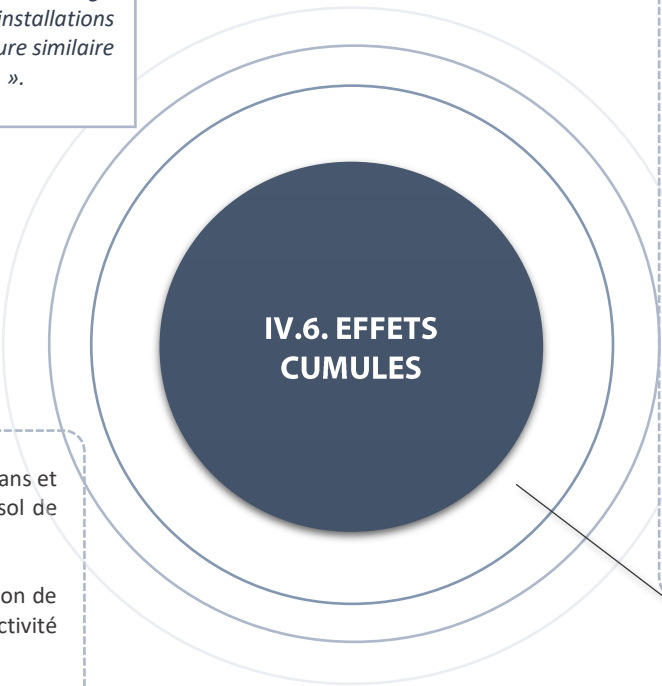 installations
ure similaire
».
IV.6. EFFETS
CUMULES
ans et
sol de
on de
ctivité